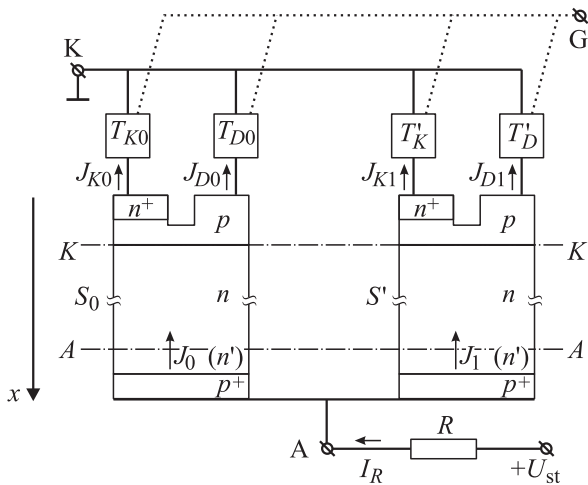 K
G
T_K0 T_D0 T'_K T'_D
J_K0 J_D0 J_K1 J_D1
n+ p n+ p
K K
S_0 n S' n
A J_0 (n') J_1 (n') A
x p+ p+
A R
I_R +U_st